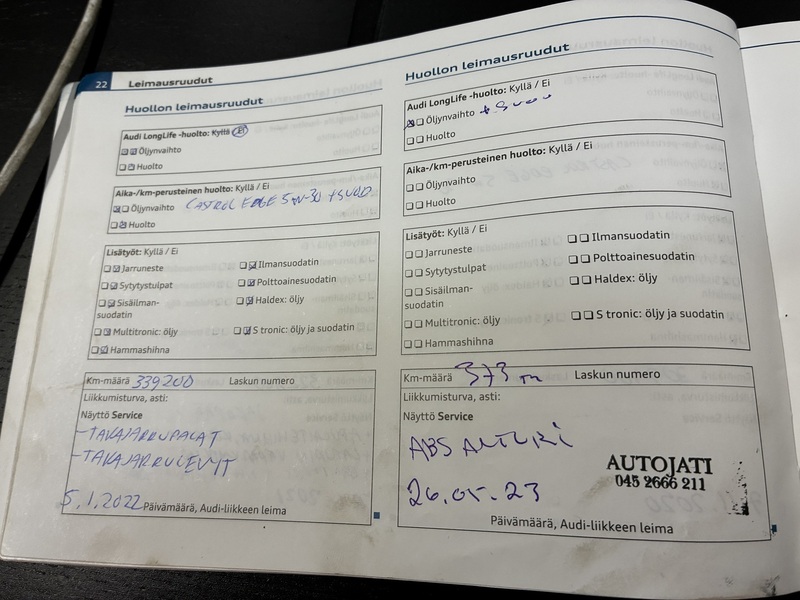 22 Leimausruudut
Huollon leimausruudut
Audi LongLife -huolto: Kyllä / Ei
Öljynvaihto
Huolto
Aika-/km-perusteinen huolto: Kyllä / Ei
Öljynvaihto CASTROL EDGE 5W-30 + SUOD
Huolto
Lisätyöt: Kyllä / Ei
Jarruneste
Ilmansuodatin
Sytytystulpat
Polttoainesuodatin
Sisäilman-
suodatin
Haldex: öljy
Multitronic: öljy
S tronic: öljy ja suodatin
Hammashihna
Km-määrä 339200 Laskun numero
Liikkumisturva, asti:
Näyttö Service
-TAKAJARRUPALAT
-TAKAJARRULEVYT
5.1.2022 Päivämäärä, Audi-liikkeen leima
Huollon leimausruudut
Audi LongLife -huolto: Kyllä / Ei
Öljynvaihto + Suod
Huolto
Aika-/km-perusteinen huolto: Kyllä / Ei
Öljynvaihto
Huolto
Lisätyöt: Kyllä / Ei
Jarruneste
Ilmansuodatin
Sytytystulpat
Polttoainesuodatin
Sisäilman-
suodatin
Haldex: öljy
Multitronic: öljy
S tronic: öljy ja suodatin
Hammashihna
Km-määrä 373 Laskun numero
Liikkumisturva, asti:
Näyttö Service
ABS ANTURI
26.05.23
AUTOJATI
045 2666 211
Päivämäärä, Audi-liikkeen leima